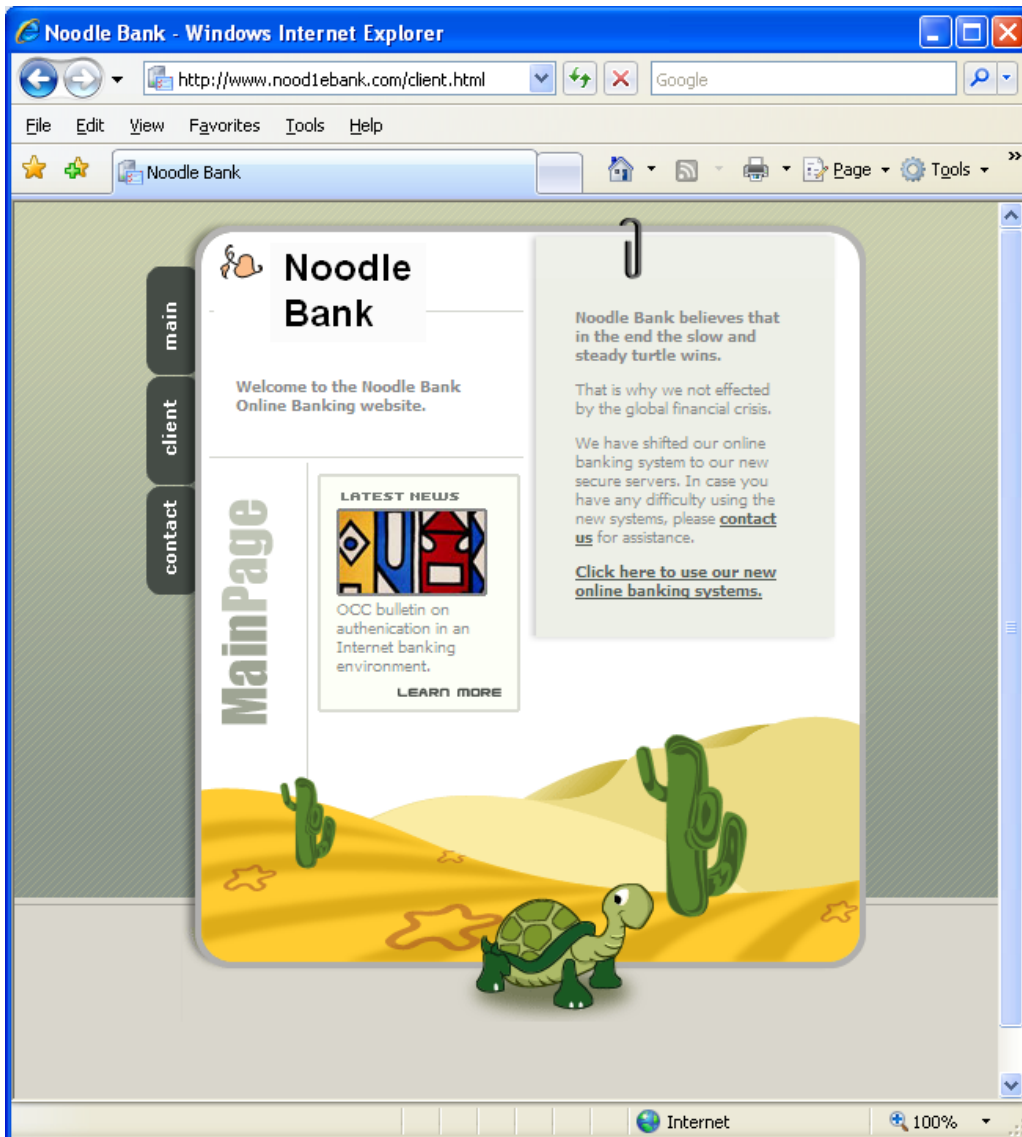 Noodle Bank - Windows Internet Explorer
http://www.nood1ebank.com/client.html
Google
File Edit View Favorites Tools Help
Noodle Bank
Page
Tools
»
main
client
contact
Noodle
Bank
Welcome to the Noodle Bank
Online Banking website.
MainPage
LATEST NEWS
OCC bulletin on
authenication in an
Internet banking
environment.
LEARN MORE
Noodle Bank believes that
in the end the slow and
steady turtle wins.
That is why we not effected
by the global financial crisis.
We have shifted our online
banking system to our new
secure servers. In case you
have any difficulty using the
new systems, please contact
us for assistance.
Click here to use our new
online banking systems.
Internet
100%